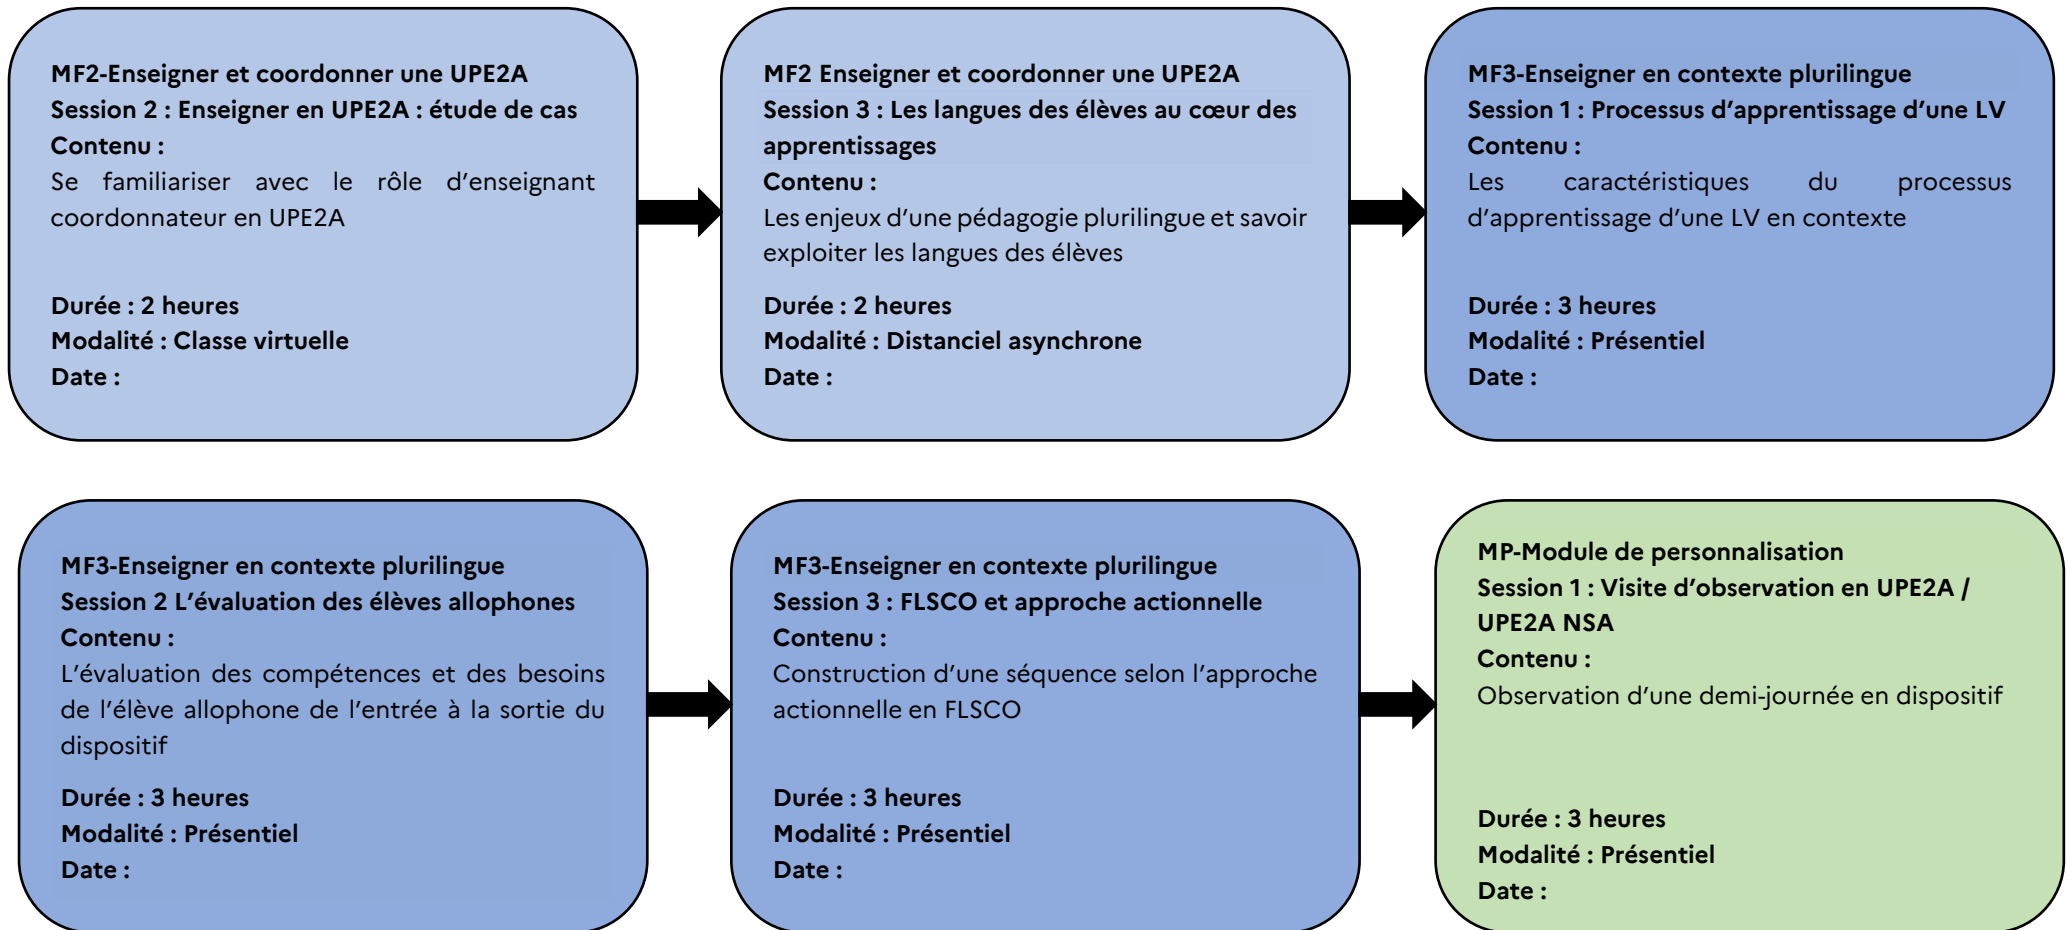 MF2-Enseigner et coordonner une UPE2A
Session 2 : Enseigner en UPE2A : étude de cas
Contenu :
Se familiariser avec le rôle d’enseignant
coordonnateur en UPE2A
Durée : 2 heures
Modalité : Classe virtuelle
Date :
MF2 Enseigner et coordonner une UPE2A
Session 3 : Les langues des élèves au cœur des
apprentissages
Contenu :
Les enjeux d’une pédagogie plurilingue et savoir
exploiter les langues des élèves
Durée : 2 heures
Modalité : Distanciel asynchrone
Date :
MF3-Enseigner en contexte plurilingue
Session 1 : Processus d’apprentissage d’une LV
Contenu :
Les caractéristiques du processus
d’apprentissage d’une LV en contexte
Durée : 3 heures
Modalité : Présentiel
Date :
MF3-Enseigner en contexte plurilingue
Session 2 L’évaluation des élèves allophones
Contenu :
L’évaluation des compétences et des besoins
de l’élève allophone de l’entrée à la sortie du
dispositif
Durée : 3 heures
Modalité : Présentiel
Date :
MF3-Enseigner en contexte plurilingue
Session 3 : FLSCO et approche actionnelle
Contenu :
Construction d’une séquence selon l’approche
actionnelle en FLSCO
Durée : 3 heures
Modalité : Présentiel
Date :
MP-Module de personnalisation
Session 1 : Visite d’observation en UPE2A /
UPE2A NSA
Contenu :
Observation d’une demi-journée en dispositif
Durée : 3 heures
Modalité : Présentiel
Date :